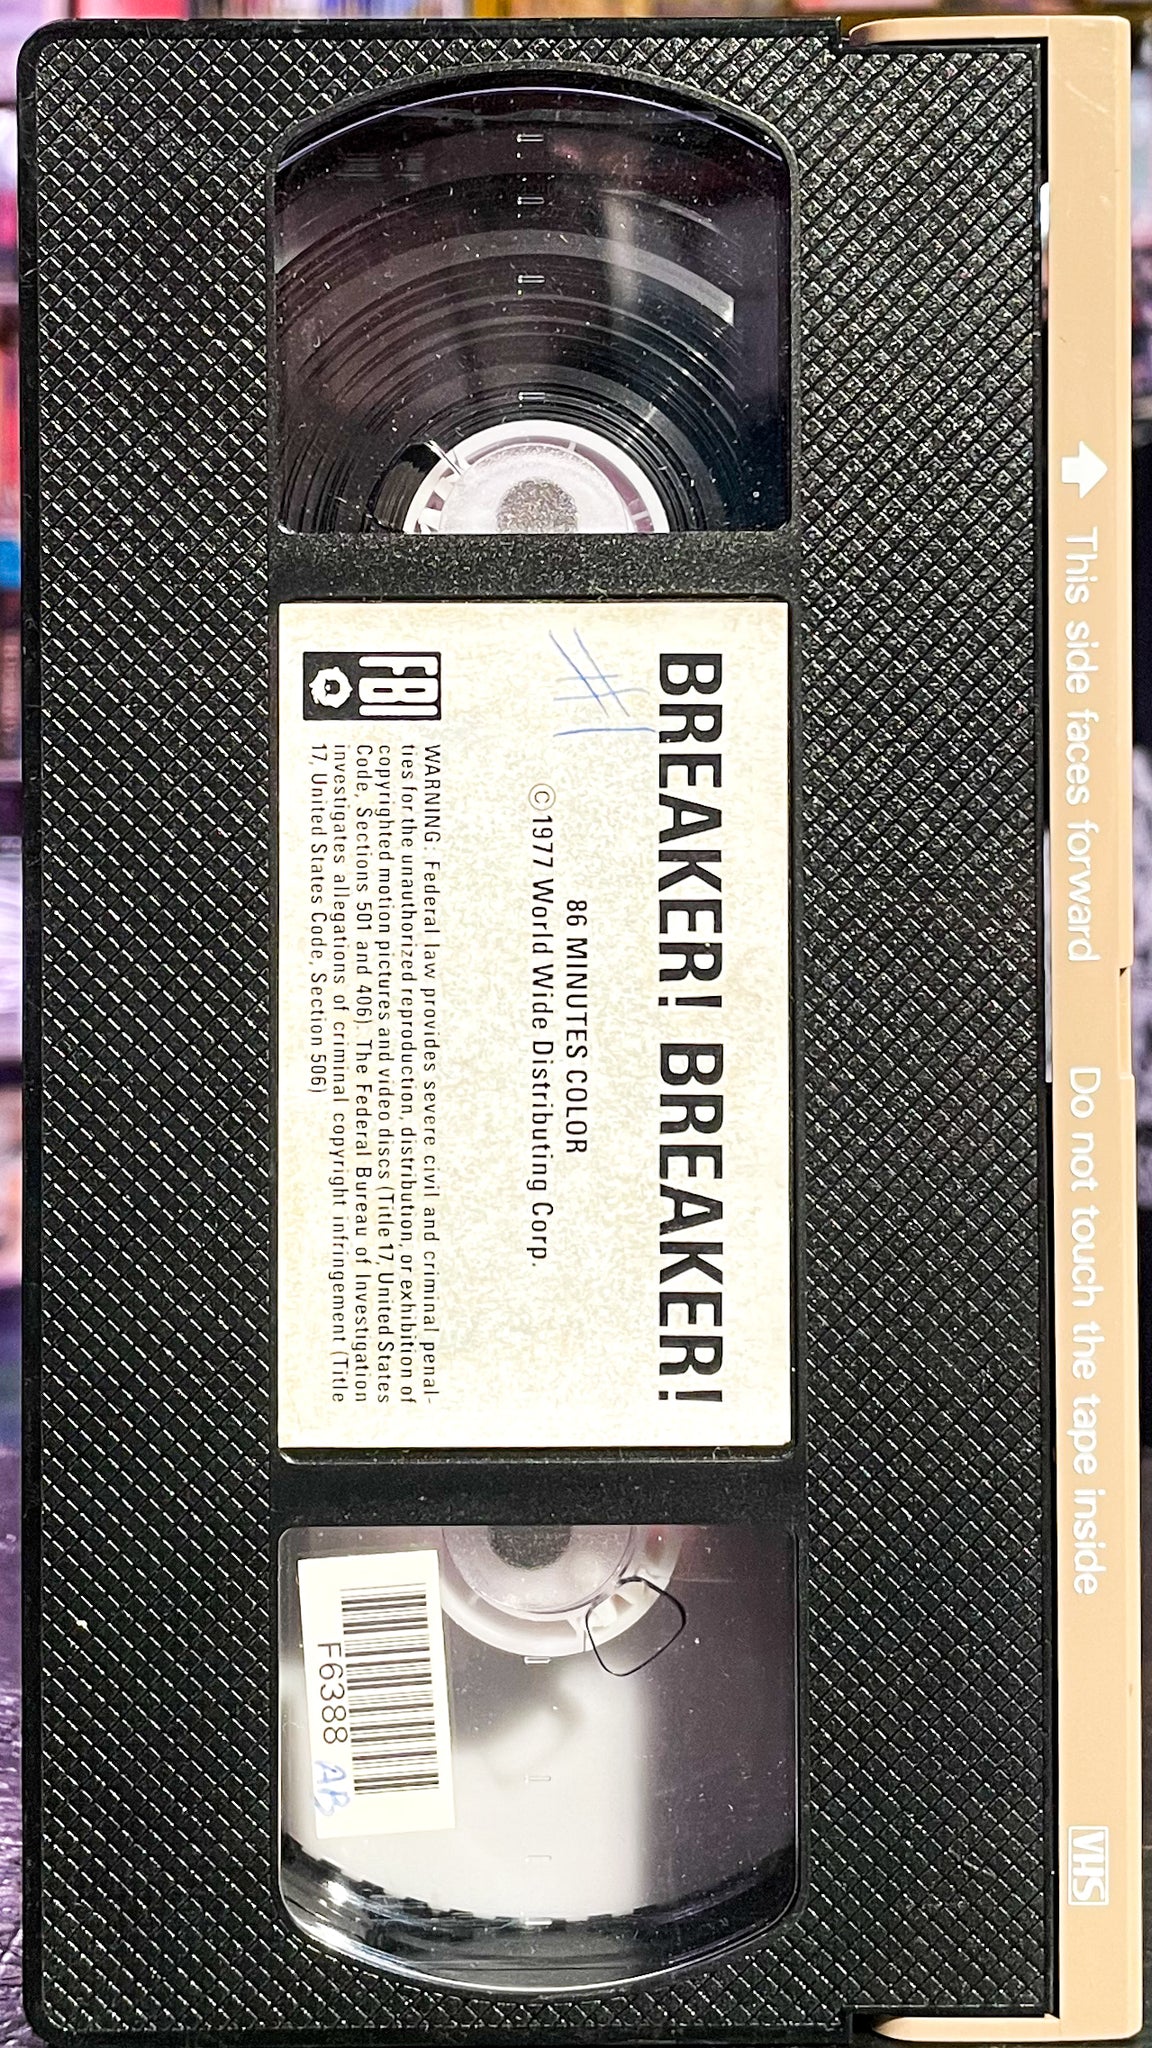 This side faces forward
Do not touch the tape inside
VHS
BREAKER! BREAKER!
#1
86 MINUTES COLOR
©1977 World Wide Distributing Corp.
FBI
WARNING: Federal law provides severe civil and criminal penal-
ties for the unauthorized reproduction, distribution, or exhibition of
copyrighted motion pictures and video discs (Title 17, United States
Code, Sections 501 and 406). The Federal Bureau of Investigation
investigates allegations of criminal copyright infringement (Title
17, United States Code, Section 506)
F6388 AB